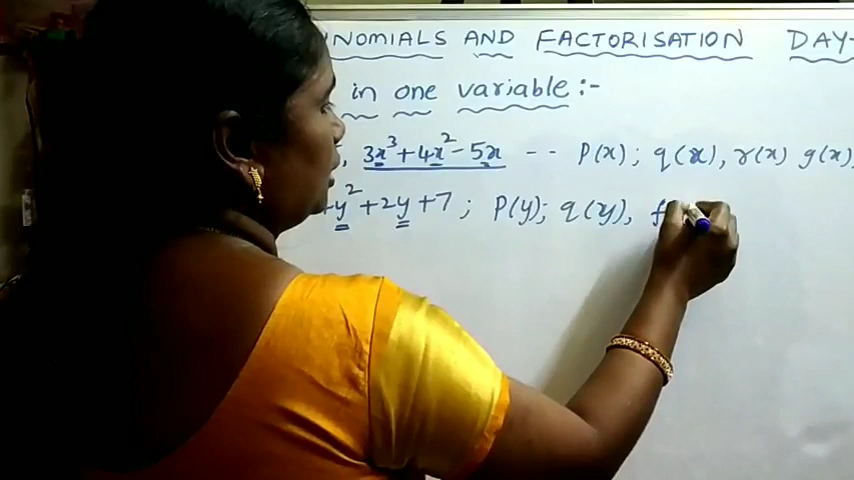 NOMIALS AND FACTORISATION DAY-
in one variable :-
, 3x³ + 4x² - 5x -- P(x); q(x), r(x) g(x),
+y² + 2y + 7 ; P(y); q(y), f